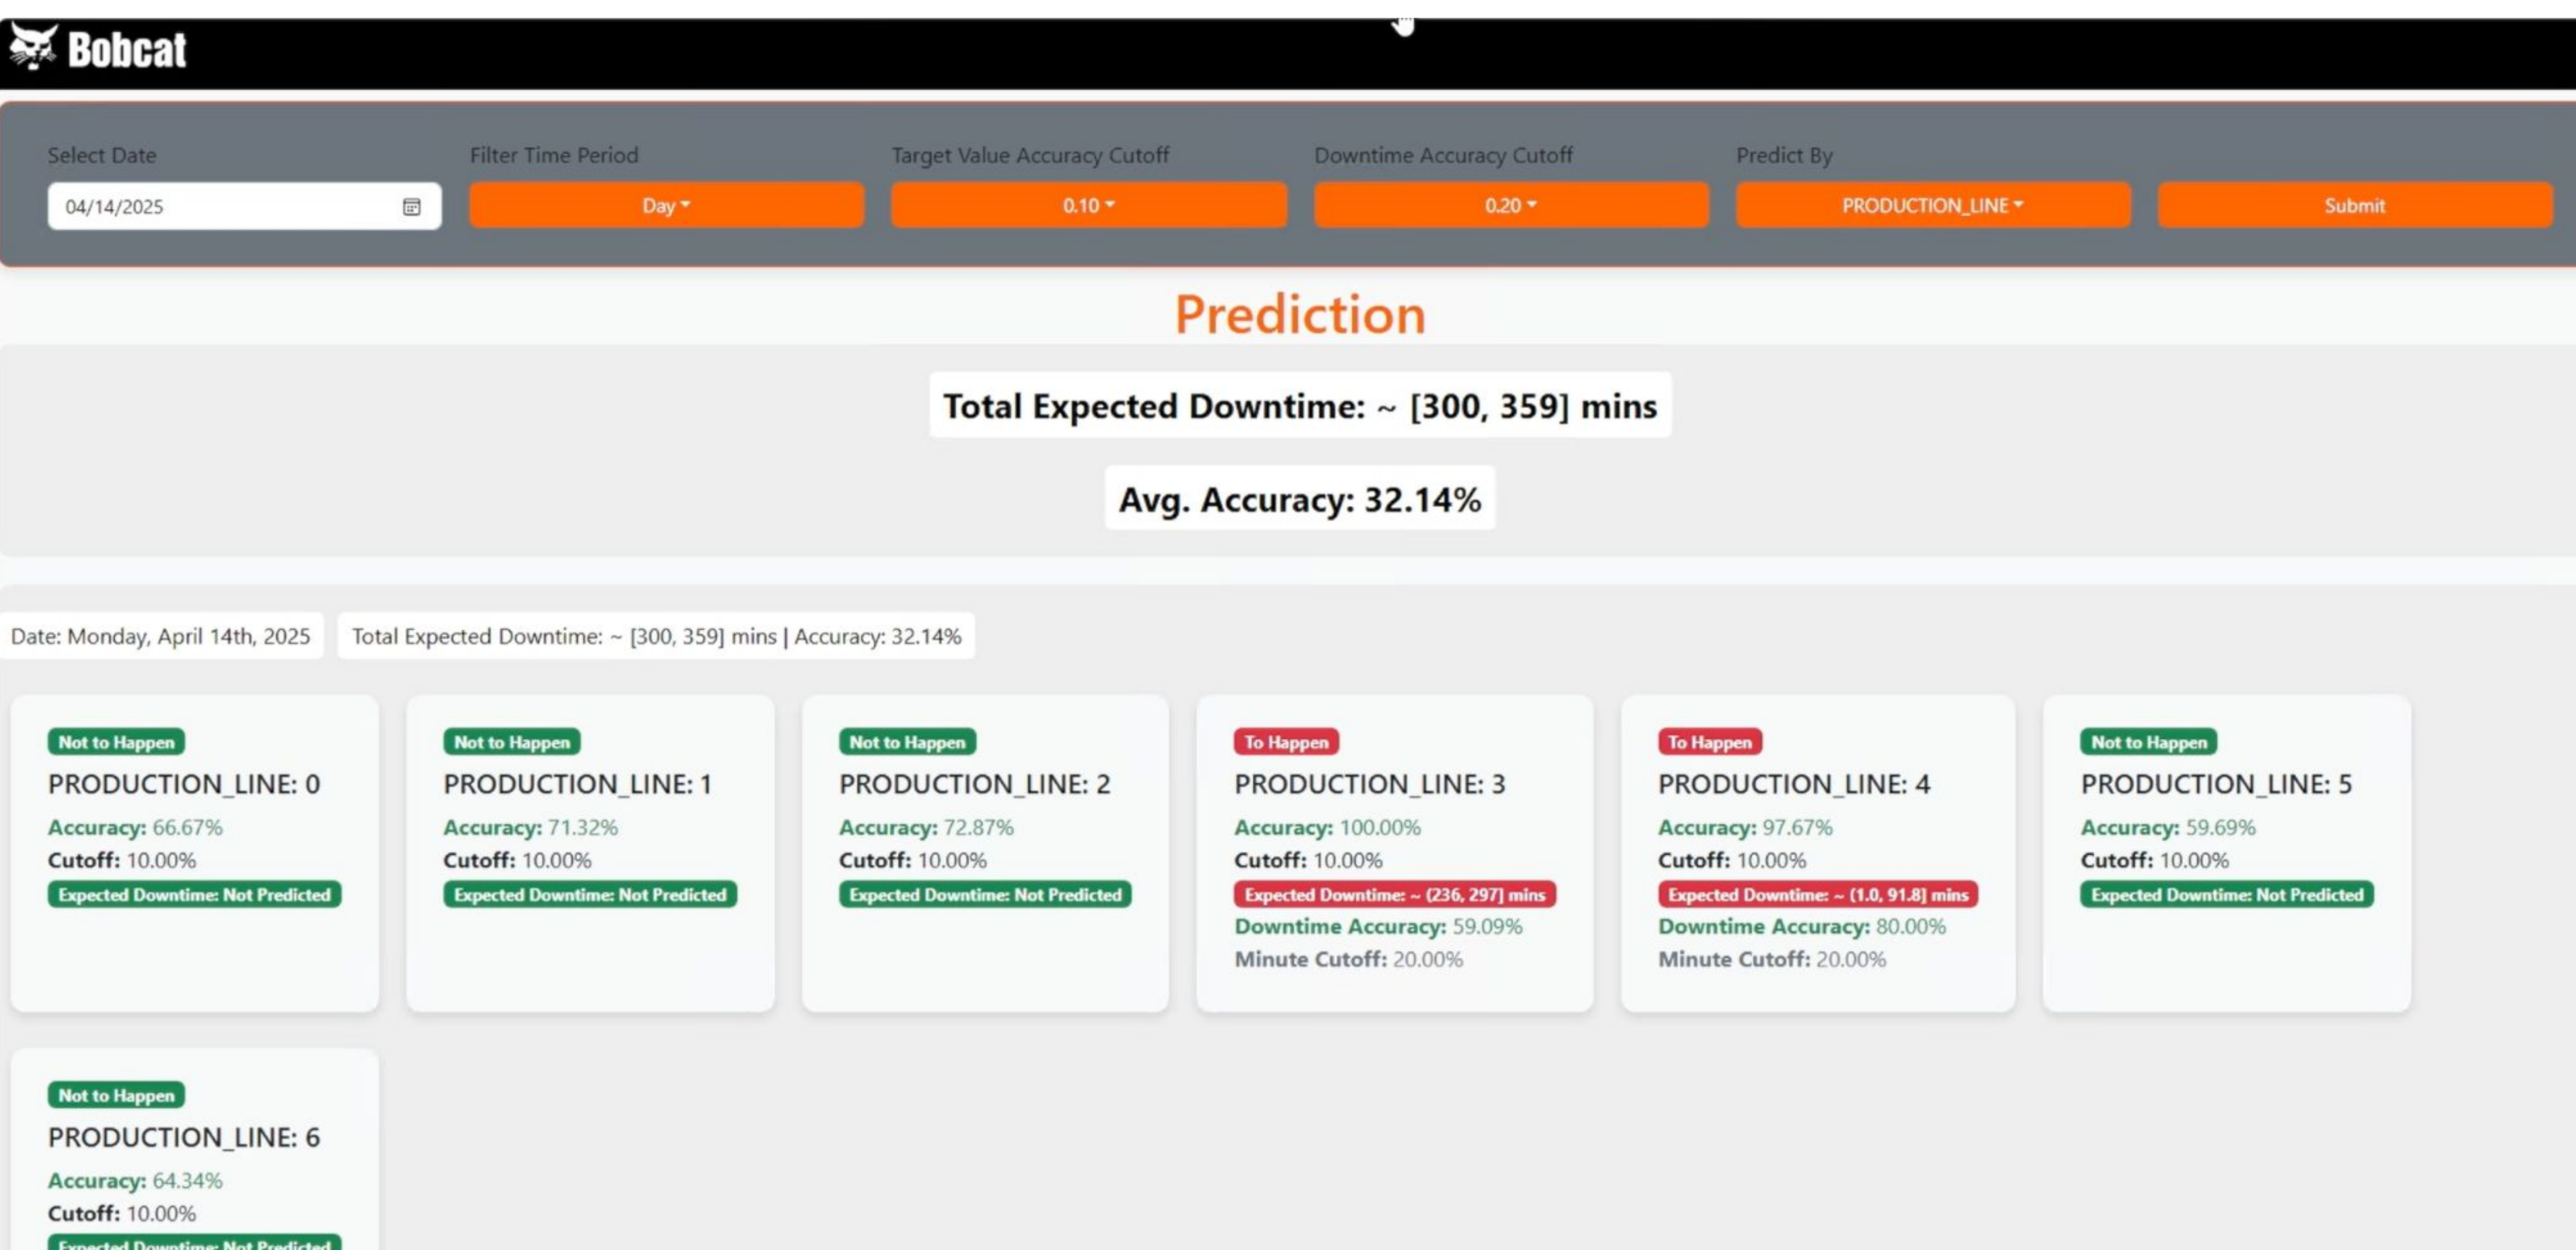 Bobcat
Select Date
Filter Time Period
Target Value Accuracy Cutoff
Downtime Accuracy Cutoff
Predict By
04/14/2025
Day
0.10
0.20
PRODUCTION_LINE
Submit
Prediction
Total Expected Downtime: ~ [300, 359] mins
Avg. Accuracy: 32.14%
Date: Monday, April 14th, 2025
Total Expected Downtime: ~ [300, 359] mins | Accuracy: 32.14%
Not to Happen
PRODUCTION_LINE: 0
Accuracy: 66.67%
Cutoff: 10.00%
Expected Downtime: Not Predicted
Not to Happen
PRODUCTION_LINE: 1
Accuracy: 71.32%
Cutoff: 10.00%
Expected Downtime: Not Predicted
Not to Happen
PRODUCTION_LINE: 2
Accuracy: 72.87%
Cutoff: 10.00%
Expected Downtime: Not Predicted
To Happen
PRODUCTION_LINE: 3
Accuracy: 100.00%
Cutoff: 10.00%
Expected Downtime: ~ (236, 297] mins
Downtime Accuracy: 59.09%
Minute Cutoff: 20.00%
To Happen
PRODUCTION_LINE: 4
Accuracy: 97.67%
Cutoff: 10.00%
Expected Downtime: ~ (1.0, 91.8] mins
Downtime Accuracy: 80.00%
Minute Cutoff: 20.00%
Not to Happen
PRODUCTION_LINE: 5
Accuracy: 59.69%
Cutoff: 10.00%
Expected Downtime: Not Predicted
Not to Happen
PRODUCTION_LINE: 6
Accuracy: 64.34%
Cutoff: 10.00%
Expected Downtime: Not Predicted